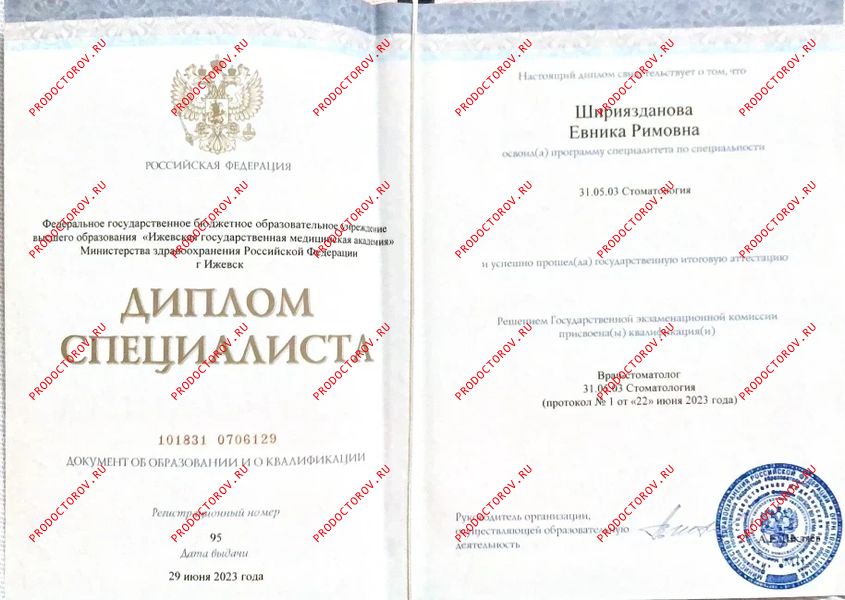 РОССИЙСКАЯ ФЕДЕРАЦИЯ
Федеральное государственное бюджетное образовательное учреждение
высшего образования «Ижевская государственная медицинская академия»
Министерства здравоохранения Российской Федерации
г Ижевск
ДИПЛОМ
СПЕЦИАЛИСТА
101831 0706129
ДОКУМЕНТ ОБ ОБРАЗОВАНИИ И О КВАЛИФИКАЦИИ
Регистрационный номер
95
Дата выдачи
29 июня 2023 года
Настоящий диплом свидетельствует о том, что
Шприязданова
Евника Римовна
освоил(а) программу специалитета по специальности
31.05.03 Стоматология
и успешно прошел(ла) государственную итоговую аттестацию
Решением Государственной экзаменационной комиссии
присвоена(ы) квалификация(и)
Врач-стоматолог
31.05.03 Стоматология
(протокол № 1 от «22» июня 2023 года)
Руководитель организации,
осуществляющей образовательную
деятельность
PRODOCTOROV.RU